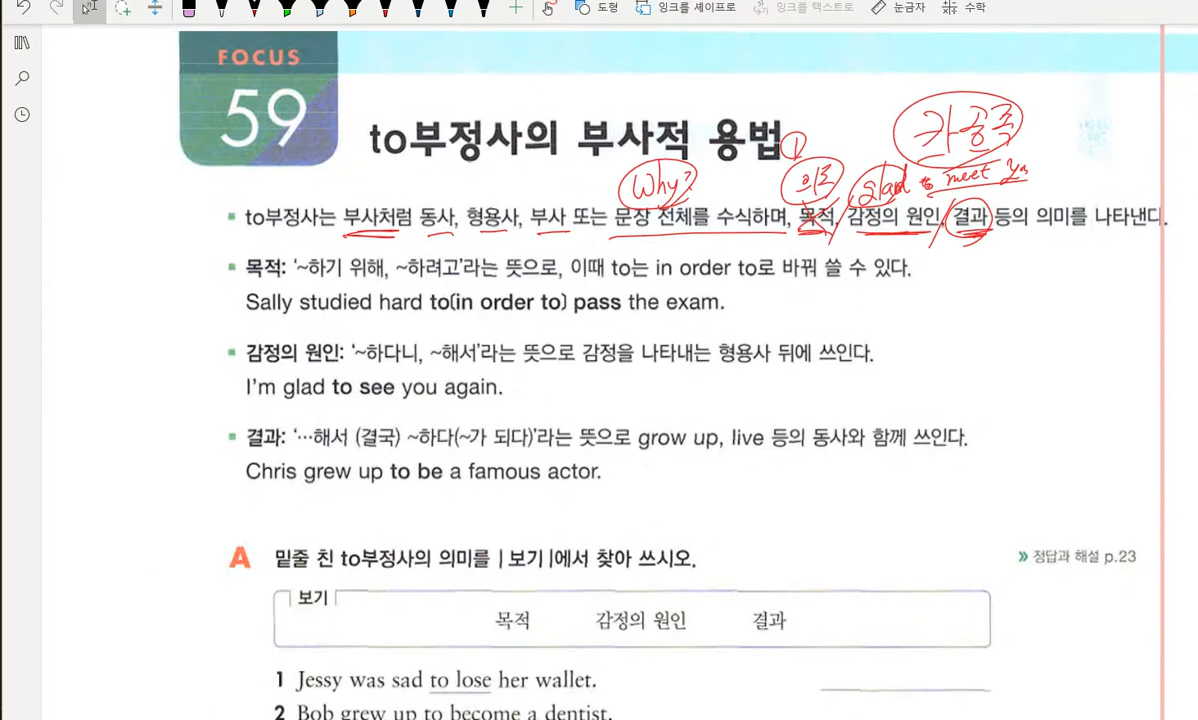 도형 잉크를 셰이프로 잉크를 텍스트로 눈금자 수학
FOCUS
59
to부정사의 부사적 용법
카공족
Why? 의도 glad to meet you
▪ to부정사는 부사처럼 동사, 형용사, 부사 또는 문장 전체를 수식하며, 목적, 감정의 원인, 결과 등의 의미를 나타낸다.
▪ 목적: '~하기 위해, ~하려고'라는 뜻으로, 이때 to는 in order to로 바꿔 쓸 수 있다.
Sally studied hard to(in order to) pass the exam.
▪ 감정의 원인: '~하다니, ~해서'라는 뜻으로 감정을 나타내는 형용사 뒤에 쓰인다.
I'm glad to see you again.
▪ 결과: '…해서 (결국) ~하다(~가 되다)'라는 뜻으로 grow up, live 등의 동사와 함께 쓰인다.
Chris grew up to be a famous actor.
A 밑줄 친 to부정사의 의미를 |보기|에서 찾아 쓰시오.
» 정답과 해설 p.23
보기
목적 감정의 원인 결과
1 Jessy was sad to lose her wallet.
2 Bob grew up to become a dentist.